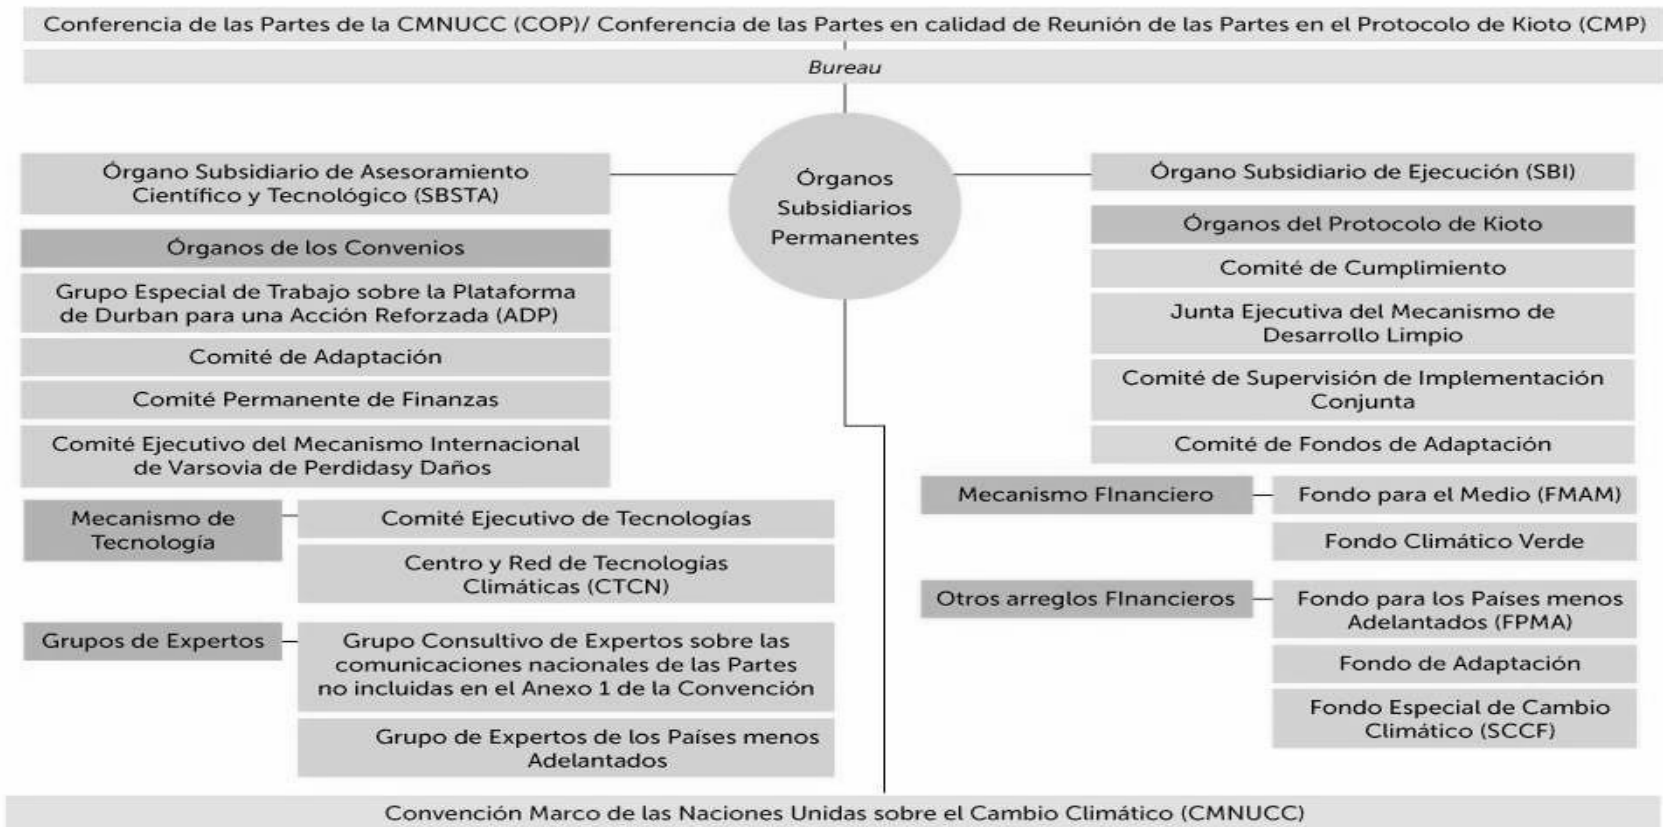 Conferencia de las Partes de la CMNUCC (COP)/ Conferencia de las Partes en calidad de Reunión de las Partes en el Protocolo de Kioto (CMP)
Bureau
Órganos
Subsidiarios
Permanentes
Órgano Subsidiario de Asesoramiento
Científico y Tecnológico (SBSTA)
Órganos de los Convenios
Grupo Especial de Trabajo sobre la Plataforma
de Durban para una Acción Reforzada (ADP)
Comité de Adaptación
Comité Permanente de Finanzas
Comité Ejecutivo del Mecanismo Internacional
de Varsovia de Perdidasy Daños
Mecanismo de
Tecnología
Comité Ejecutivo de Tecnologías
Centro y Red de Tecnologías
Climáticas (CTCN)
Grupos de Expertos
Grupo Consultivo de Expertos sobre las
comunicaciones nacionales de las Partes
no incluidas en el Anexo 1 de la Convención
Grupo de Expertos de los Países menos
Adelantados
Órgano Subsidiario de Ejecución (SBI)
Órganos del Protocolo de Kioto
Comité de Cumplimiento
Junta Ejecutiva del Mecanismo de
Desarrollo Limpio
Comité de Supervisión de Implementación
Conjunta
Comité de Fondos de Adaptación
Mecanismo FInanciero
Fondo para el Medio (FMAM)
Fondo Climático Verde
Otros arreglos FInancieros
Fondo para los Países menos
Adelantados (FPMA)
Fondo de Adaptación
Fondo Especial de Cambio
Climático (SCCF)
Convención Marco de las Naciones Unidas sobre el Cambio Climático (CMNUCC)